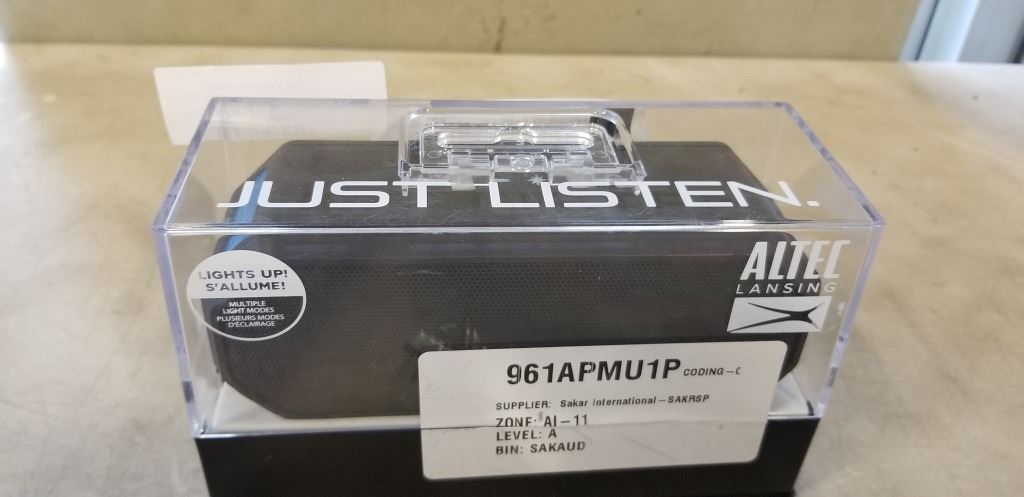 JUST LISTEN.
LIGHTS UP!
S'ALLUME!
MULTIPLE
LIGHT MODES
PLUSIEURS MODES
D'ÉCLAIRAGE
ALTEC
LANSING
961APMU1P CODING-
SUPPLIER: Sakar International-SAKRSP
ZONE: AI-11
LEVEL: A
BIN: SAKAUD